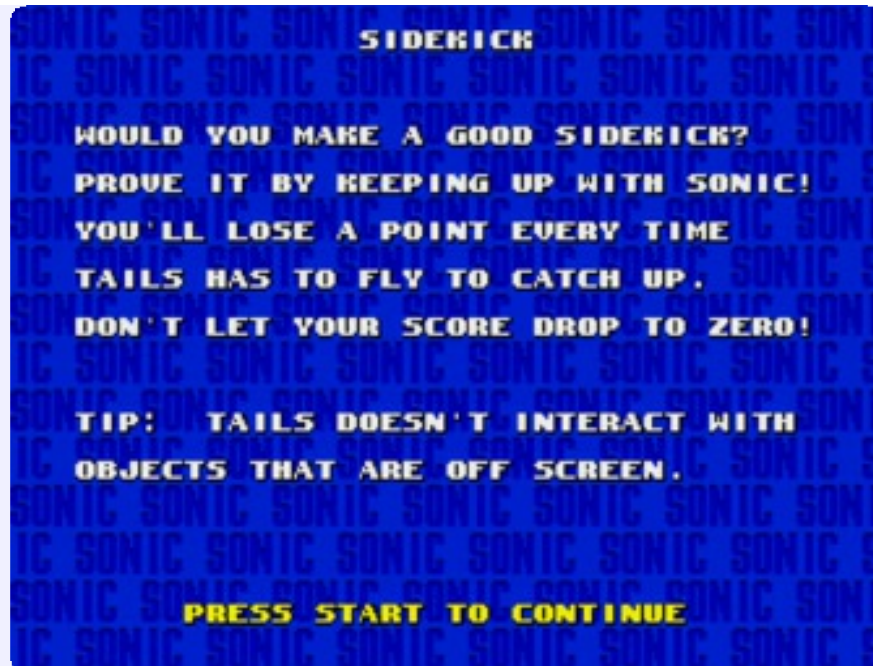 SIDEKICK
WOULD YOU MAKE A GOOD SIDEKICK?
PROVE IT BY KEEPING UP WITH SONIC!
YOU'LL LOSE A POINT EVERY TIME
TAILS HAS TO FLY TO CATCH UP.
DON'T LET YOUR SCORE DROP TO ZERO!
TIP: TAILS DOESN'T INTERACT WITH
OBJECTS THAT ARE OFF SCREEN.
PRESS START TO CONTINUE